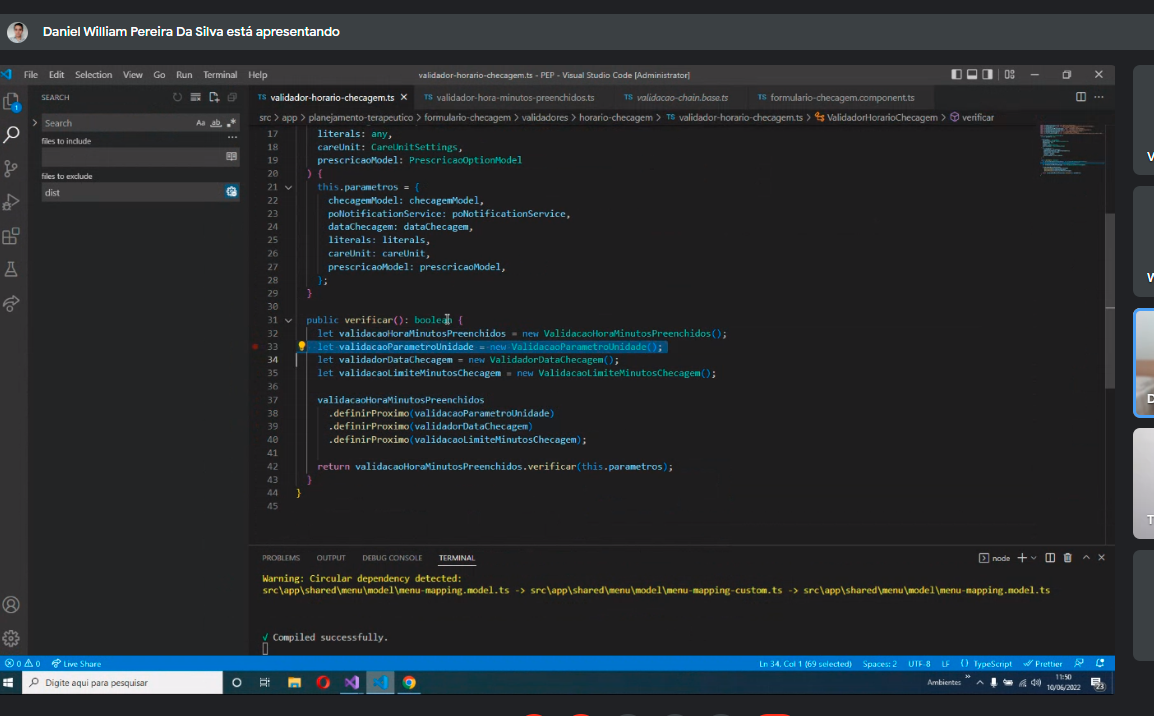 Daniel William Pereira Da Silva está apresentando
File Edit Selection View Go Run Terminal Help
validador-horario-checagem.ts - PEP - Visual Studio Code [Administrator]
SEARCH
validador-horario-checagem.ts
validador-hora-minutos-preenchidos.ts
validacao-chain.base.ts
formulario-checagem.component.ts
src > app > planejamento-terapeutico > formulario-checagem > validadores > horario-checagem > TS validador-horario-checagem.ts > ValidadorHorarioChecagem > verificar
Search
Aa ab
files to include
files to exclude
dist
17 literals: any,
18 careUnit: CareUnitSettings,
19 prescricaoModel: PrescricaoOptionModel
20 ) {
21 this.parametros = {
22 checagemModel: checagemModel,
23 poNotificationService: poNotificationService,
24 dataChecagem: dataChecagem,
25 literals: literals,
26 careUnit: careUnit,
27 prescricaoModel: prescricaoModel,
28 };
29 }
30
31 public verificar(): boolean {
32 let validacaoHoraMinutosPreenchidos = new ValidacaoHoraMinutosPreenchidos();
33 let validacaoParametroUnidade = new ValidacaoParametroUnidade();
34 let validadorDataChecagem = new ValidadorDataChecagem();
35 let validacaoLimiteMinutosChecagem = new ValidacaoLimiteMinutosChecagem();
36
37 validacaoHoraMinutosPreenchidos
38 .definirProximo(validacaoParametroUnidade)
39 .definirProximo(validadorDataChecagem)
40 .definirProximo(validacaoLimiteMinutosChecagem);
41
42 return validacaoHoraMinutosPreenchidos.verificar(this.parametros);
43 }
44 }
45
PROBLEMS OUTPUT DEBUG CONSOLE TERMINAL
node
Warning: Circular dependency detected:
src\app\shared\menu\model\menu-mapping.model.ts -> src\app\shared\menu\model\menu-mapping-custom.ts -> src\app\shared\menu\model\menu-mapping.model.ts
√ Compiled successfully.
0 0 Live Share
Ln 34, Col 1 (69 selected) Spaces: 2 UTF-8 LF {} TypeScript Prettier
Digite aqui para pesquisar
Ambientes
11:50
10/06/2022
23